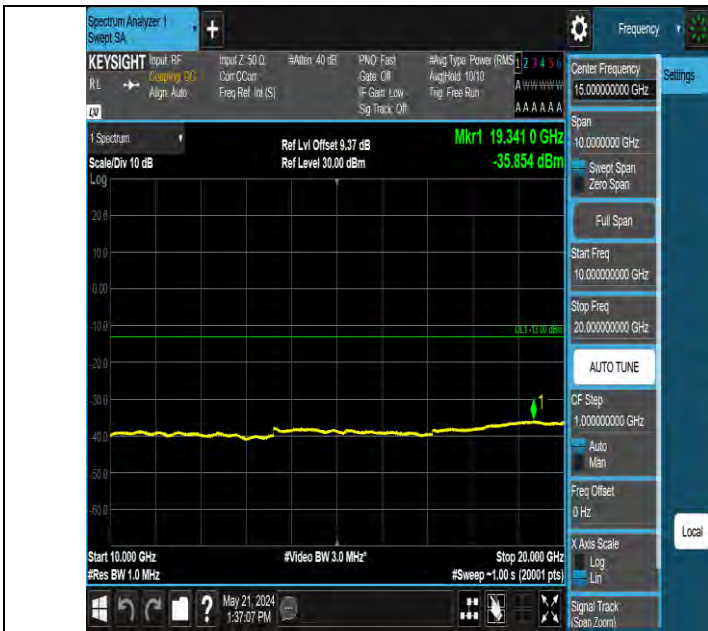 Spectrum Analyzer 1
Swept SA
+
Frequency
KEYSIGHT
RL
Input: RF
Coupling: DC
Align: Auto
Input Z: 50 Ω
Corr CCorr
Freq Ref: Int (S)
#Atten: 40 dB
PNO: Fast
Gate: Off
IF Gain: Low
Sig Track: Off
#Avg Type: Power (RMS
Avg|Hold: 10/10
Trig: Free Run
1 2 3 4 5 6
A W W W W W
A A A A A A
Center Frequency
15.000000000 GHz
Settings
Span
10.0000000 GHz
Swept Span
Zero Span
Full Span
Start Freq
10.000000000 GHz
Stop Freq
20.000000000 GHz
AUTO TUNE
CF Step
1.000000000 GHz
Auto
Man
Freq Offset
0 Hz
X Axis Scale
Log
Lin
Signal Track
(Span Zoom)
Local
1 Spectrum
Scale/Div 10 dB
Ref Lvl Offset 9.37 dB
Ref Level 30.00 dBm
Mkr1 19.341 0 GHz
-35.854 dBm
Log
20.0
10.0
0.00
-10.0
DL1 -13.00 dBm
-20.0
-30.0
1
-40.0
-50.0
-60.0
Start 10.000 GHz
#Video BW 3.0 MHz*
Stop 20.000 GHz
#Res BW 1.0 MHz
#Sweep ~1.00 s (20001 pts)
?
May 21, 2024
1:37:07 PM